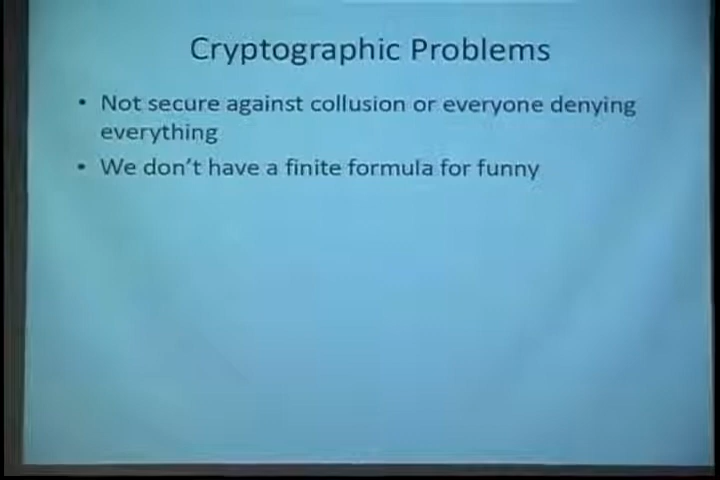 Cryptographic Problems
• Not secure against collusion or everyone denying
everything
• We don't have a finite formula for funny